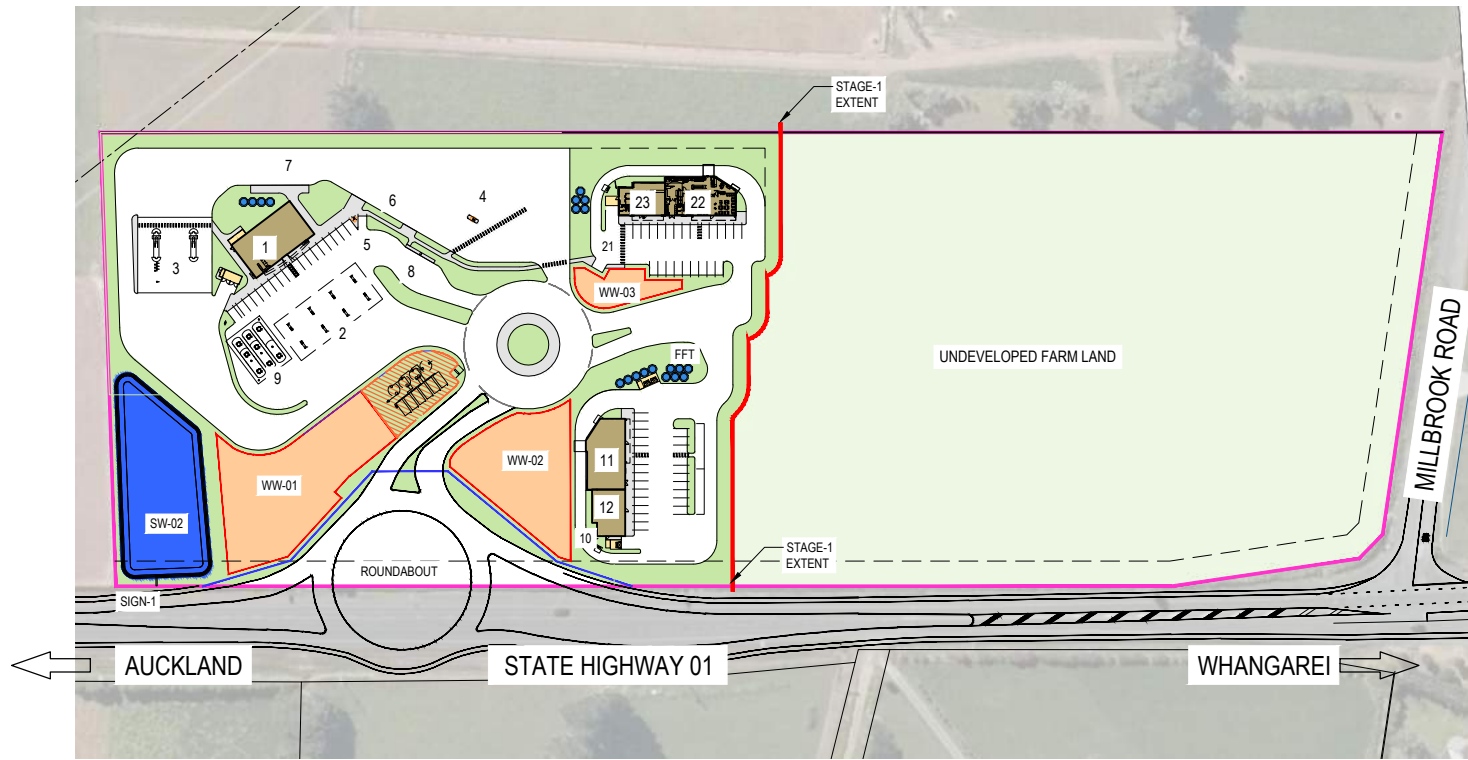 STAGE-1
EXTENT
7
6
4
23
22
1
5
21
3
8
WW-03
2
FFT
UNDEVELOPED FARM LAND
MILLBROOK ROAD
9
WW-01
WW-02
11
12
SW-02
10
STAGE-1
EXTENT
ROUNDABOUT
SIGN-1
AUCKLAND
STATE HIGHWAY 01
WHANGAREI